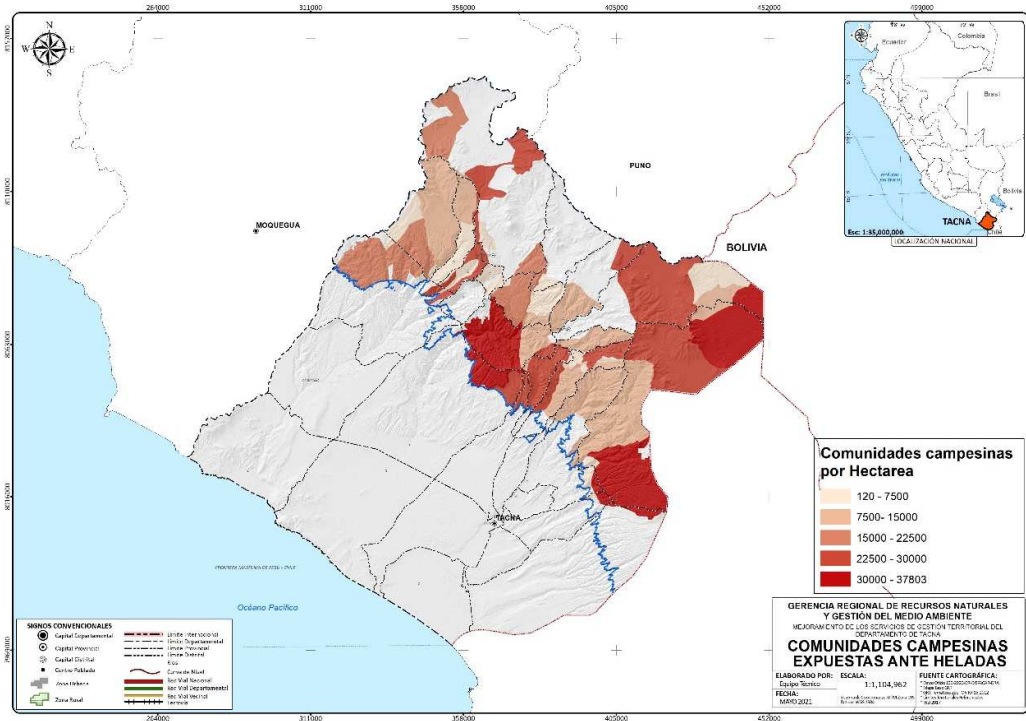 264000 311000 358000 405000 452000 499000
N
W E
S
Ecuador
Colombia
Brasil
Bolivia
Chile
TACNA
Esc: 1:35,000,000
LOCALIZACIÓN NACIONAL
PUNO
MOQUEGUA
BOLIVIA
TACNA
Océano Pacífico
Comunidades campesinas
por Hectarea
120 - 7500
7500- 15000
15000 - 22500
22500 - 30000
30000 - 37803
SIGNOS CONVENCIONALES
Capital Departamental
Capital Provincial
Capital Distrital
Centro Poblado
Zona Urbana
Zona Rural
Límite Internacional
Límite Departamental
Límite Provincial
Límite Distrital
Ríos
Curva de Nivel
Red Vial Nacional
Red Vial Departamental
Red Vial Vecinal
Ferrovía
GERENCIA REGIONAL DE RECURSOS NATURALES
Y GESTIÓN DEL MEDIO AMBIENTE
MEJORAMIENTO DE LOS SERVICIOS DE GESTIÓN TERRITORIAL DEL
DEPARTAMENTO DE TACNA
COMUNIDADES CAMPESINAS
EXPUESTAS ANTE HELADAS
ELABORADO POR:
Equipo Técnico
ESCALA:
1:1,104,962
FUENTE CARTOGRÁFICA:
FECHA:
MAYO 2021
264000 311000 358000 405000 452000 499000